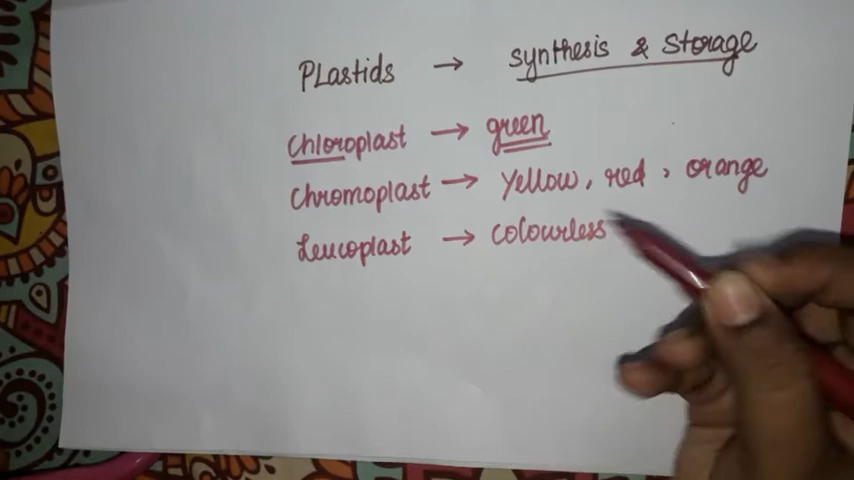 Plastids → synthesis & storage
Chloroplast → green
Chromoplast → Yellow, red, orange
Leucoplast → colourless